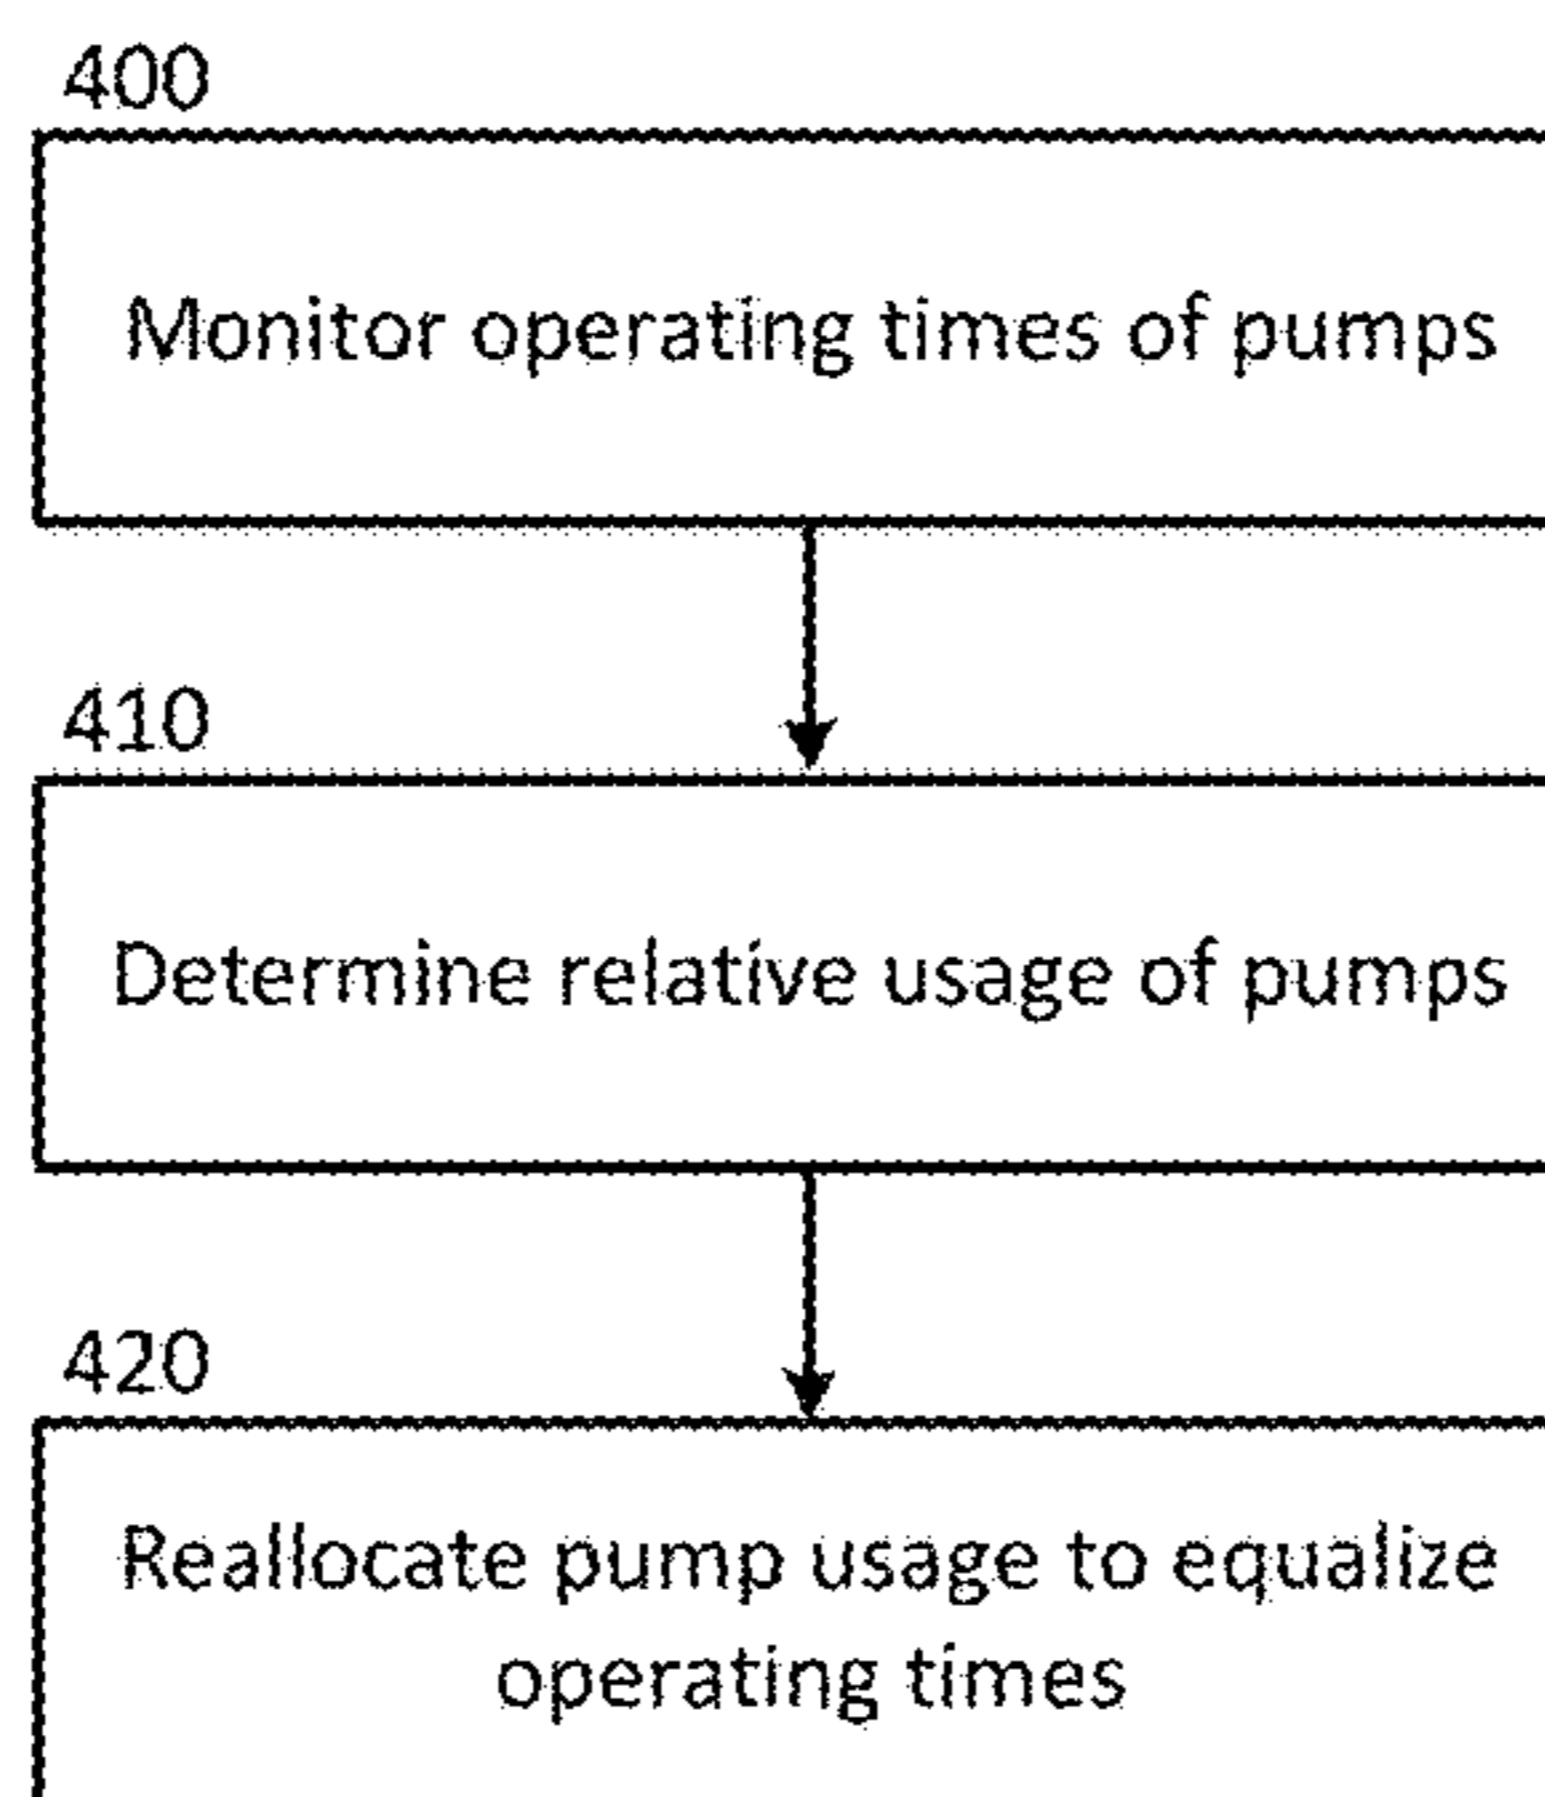 400
Monitor operating times of pumps
410
Determine relative usage of pumps
420
Reallocate pump usage to equalize
operating times